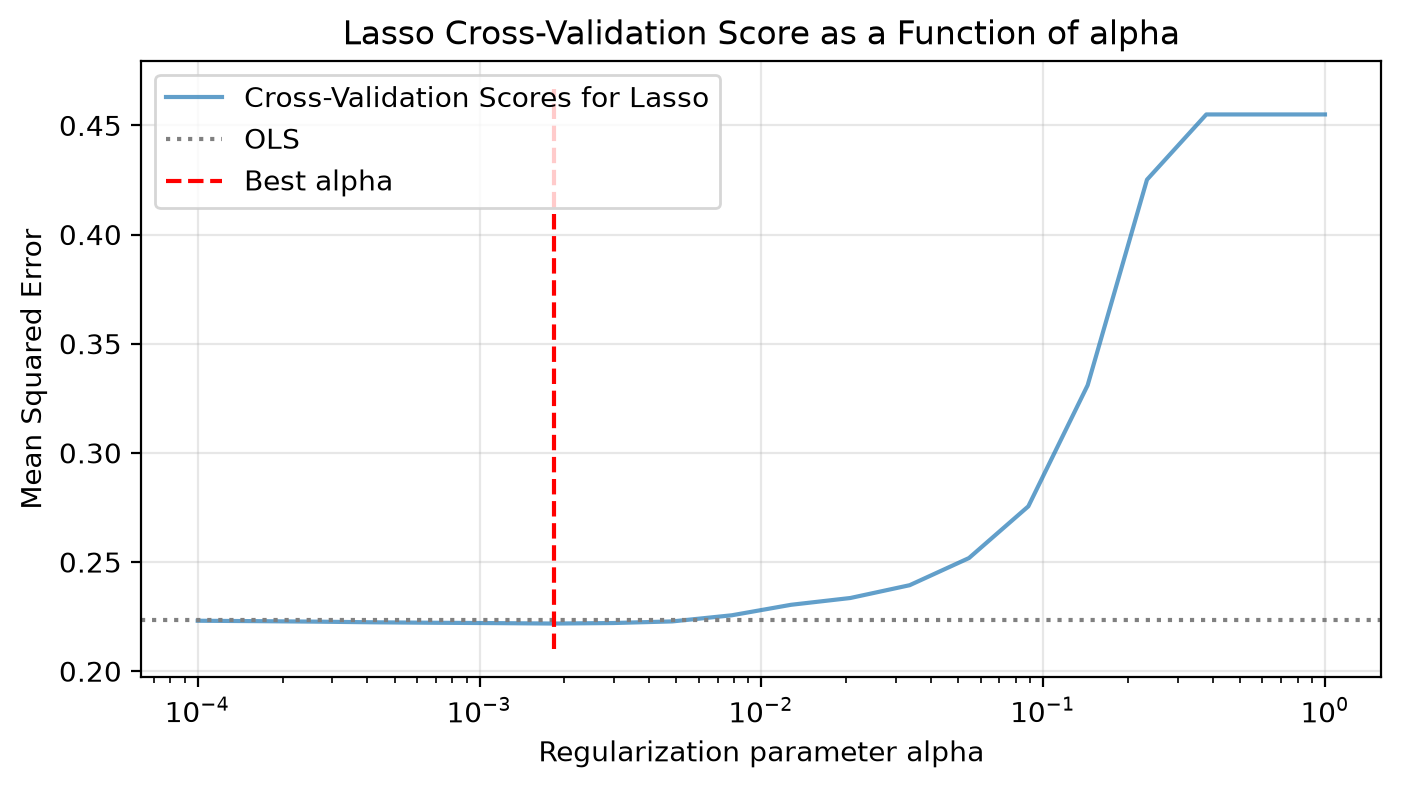 Lasso Cross-Validation Score as a Function of alpha
Cross-Validation Scores for Lasso
OLS
Best alpha
Mean Squared Error
0.45
0.40
0.35
0.30
0.25
0.20
10⁻⁴ 10⁻³ 10⁻² 10⁻¹ 10⁰
Regularization parameter alpha